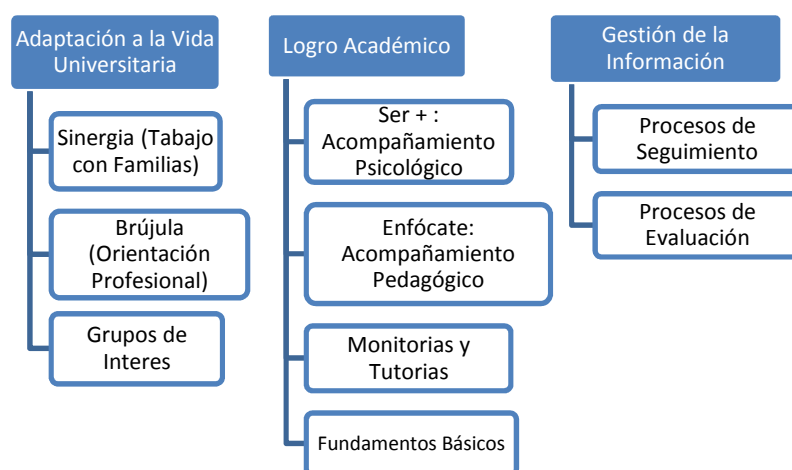 Adaptación a la Vida
Universitaria
Sinergia (Tabajo
con Familias)
Brújula
(Orientación
Profesional)
Grupos de
Interes
Logro Académico
Ser + :
Acompañamiento
Psicológico
Enfócate:
Acompañamiento
Pedagógico
Monitorias y
Tutorias
Fundamentos Básicos
Gestión de la
Información
Procesos de
Seguimiento
Procesos de
Evaluación